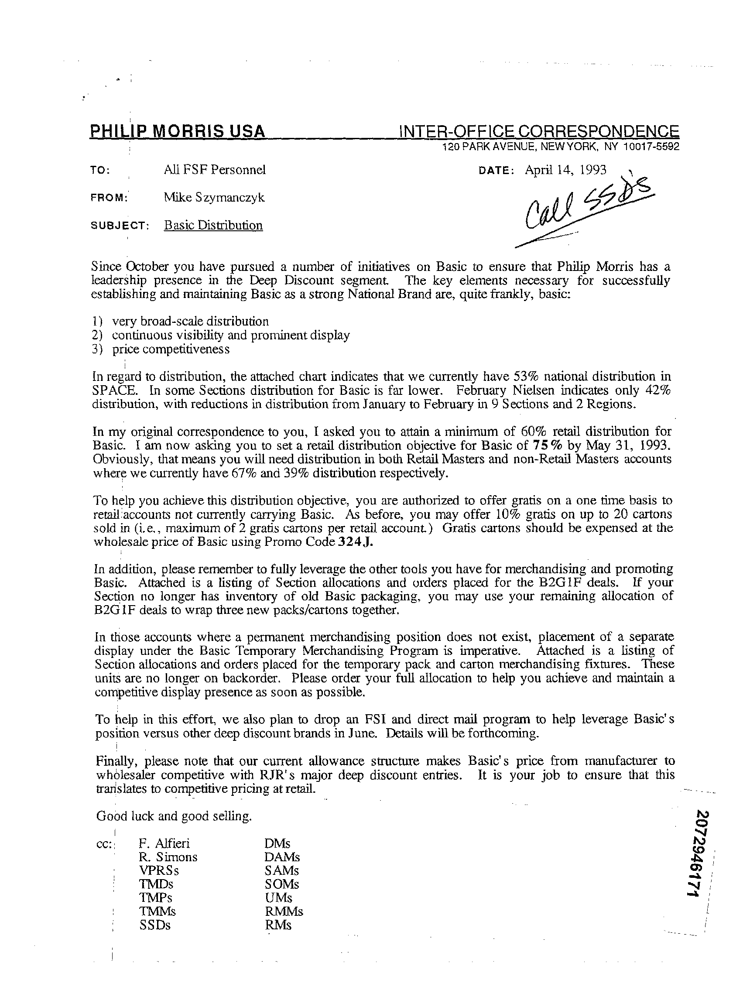 PHILIP MORRIS USA INTER-OFFICE CORRESPONDENCE
120 PARK AVENUE, NEW YORK, NY 10017-5592
TO: All FSF Personnel DATE: April 14, 1993
FROM: Mike Szymanczyk
Call SSDS
SUBJECT: Basic Distribution
Since October you have pursued a number of initiatives on Basic to ensure that Philip Morris has a
leadership presence in the Deep Discount segment. The key elements necessary for successfully
establishing and maintaining Basic as a strong National Brand are, quite frankly, basic:
1) very broad-scale distribution
2) continuous visibility and prominent display
3) price competitiveness
In regard to distribution, the attached chart indicates that we currently have 53% national distribution in
SPACE. In some Sections distribution for Basic is far lower. February Nielsen indicates only 42%
distribution, with reductions in distribution from January to February in 9 Sections and 2 Regions.
In my original correspondence to you, I asked you to attain a minimum of 60% retail distribution for
Basic. I am now asking you to set a retail distribution objective for Basic of 75% by May 31, 1993.
Obviously, that means you will need distribution in both Retail Masters and non-Retail Masters accounts
where we currently have 67% and 39% distribution respectively.
To help you achieve this distribution objective, you are authorized to offer gratis on a one time basis to
retail accounts not currently carrying Basic. As before, you may offer 10% gratis on up to 20 cartons
sold in (i.e., maximum of 2 gratis cartons per retail account.) Gratis cartons should be expensed at the
wholesale price of Basic using Promo Code 324J.
In addition, please remember to fully leverage the other tools you have for merchandising and promoting
Basic. Attached is a listing of Section allocations and orders placed for the B2G1F deals. If your
Section no longer has inventory of old Basic packaging, you may use your remaining allocation of
B2G1F deals to wrap three new packs/cartons together.
In those accounts where a permanent merchandising position does not exist, placement of a separate
display under the Basic Temporary Merchandising Program is imperative. Attached is a listing of
Section allocations and orders placed for the temporary pack and carton merchandising fixtures. These
units are no longer on backorder. Please order your full allocation to help you achieve and maintain a
competitive display presence as soon as possible.
To help in this effort, we also plan to drop an FSI and direct mail program to help leverage Basic's
position versus other deep discount brands in June. Details will be forthcoming.
Finally, please note that our current allowance structure makes Basic's price from manufacturer to
wholesaler competitive with RJR's major deep discount entries. It is your job to ensure that this
translates to competitive pricing at retail.
Good luck and good selling.
cc: F. Alfieri DMs
R. Simons DAMs
VPRSs SAMs
TMDs SOMs
TMPs UMs
TMMs RMMs
SSDs RMs
2072946171